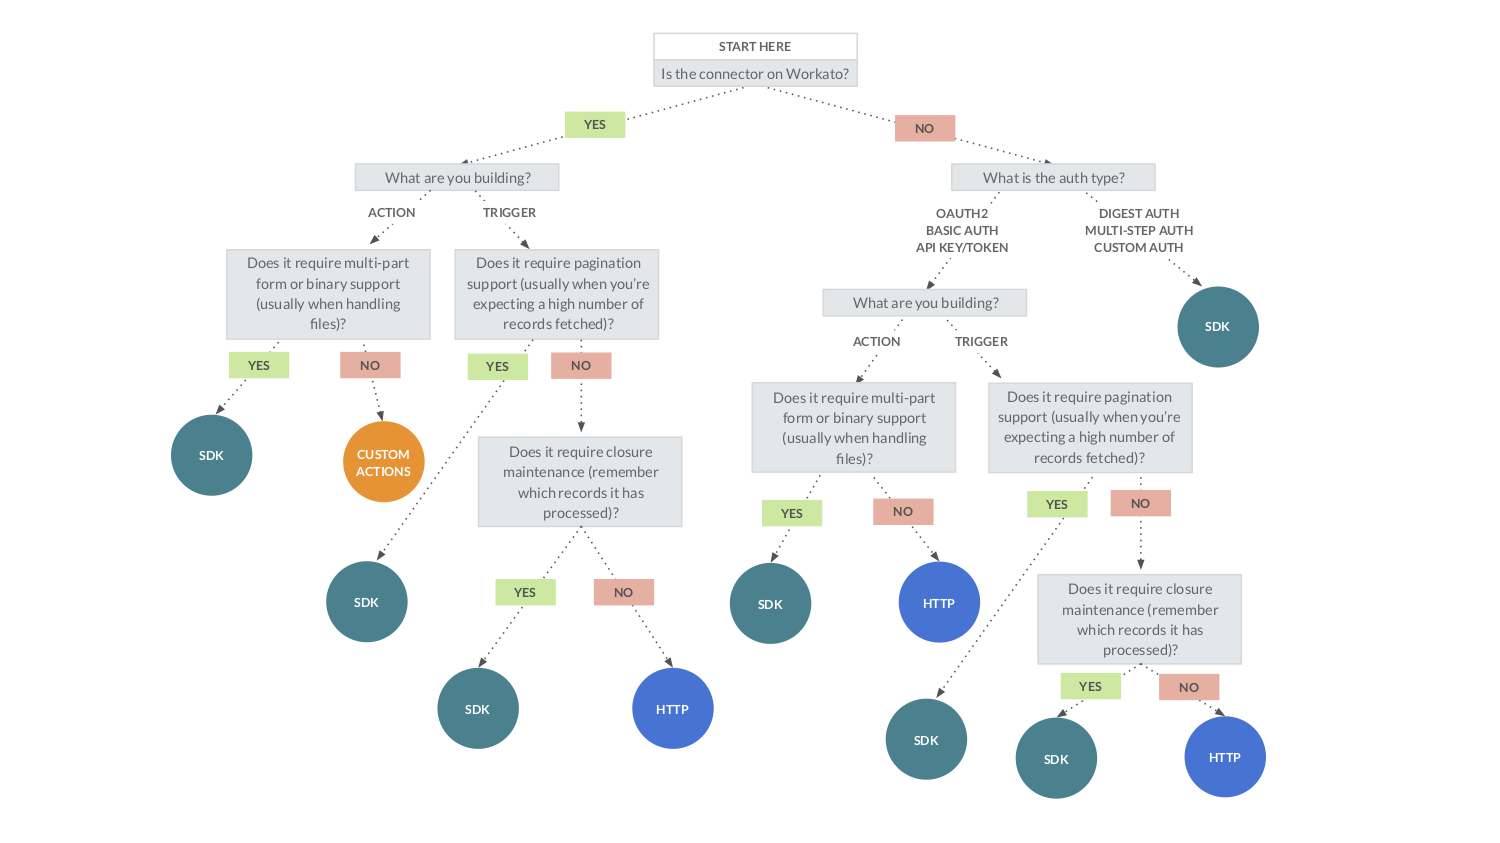 START HERE
Is the connector on Workato?
YES
NO
What are you building?
What is the auth type?
ACTION
TRIGGER
OAUTH2
BASIC AUTH
API KEY/TOKEN
DIGEST AUTH
MULTI-STEP AUTH
CUSTOM AUTH
Does it require multi-part
form or binary support
(usually when handling
files)?
Does it require pagination
support (usually when you're
expecting a high number of
records fetched)?
What are you building?
SDK
ACTION
TRIGGER
YES
NO
YES
NO
Does it require multi-part
form or binary support
(usually when handling
files)?
Does it require pagination
support (usually when you're
expecting a high number of
records fetched)?
SDK
CUSTOM
ACTIONS
Does it require closure
maintenance (remember
which records it has
processed)?
YES
NO
YES
NO
SDK
YES
NO
SDK
HTTP
Does it require closure
maintenance (remember
which records it has
processed)?
SDK
HTTP
YES
NO
SDK
SDK
HTTP